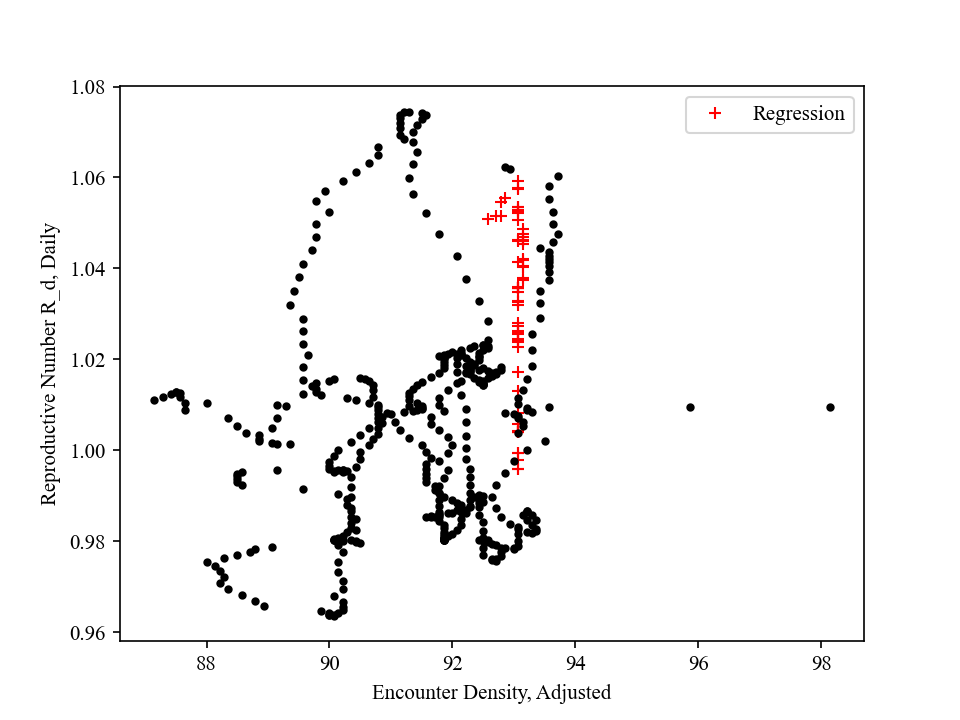 1.08
1.06
1.04
1.02
1.00
0.98
0.96
Reproductive Number R_d, Daily
Regression
88 90 92 94 96 98
Encounter Density, Adjusted